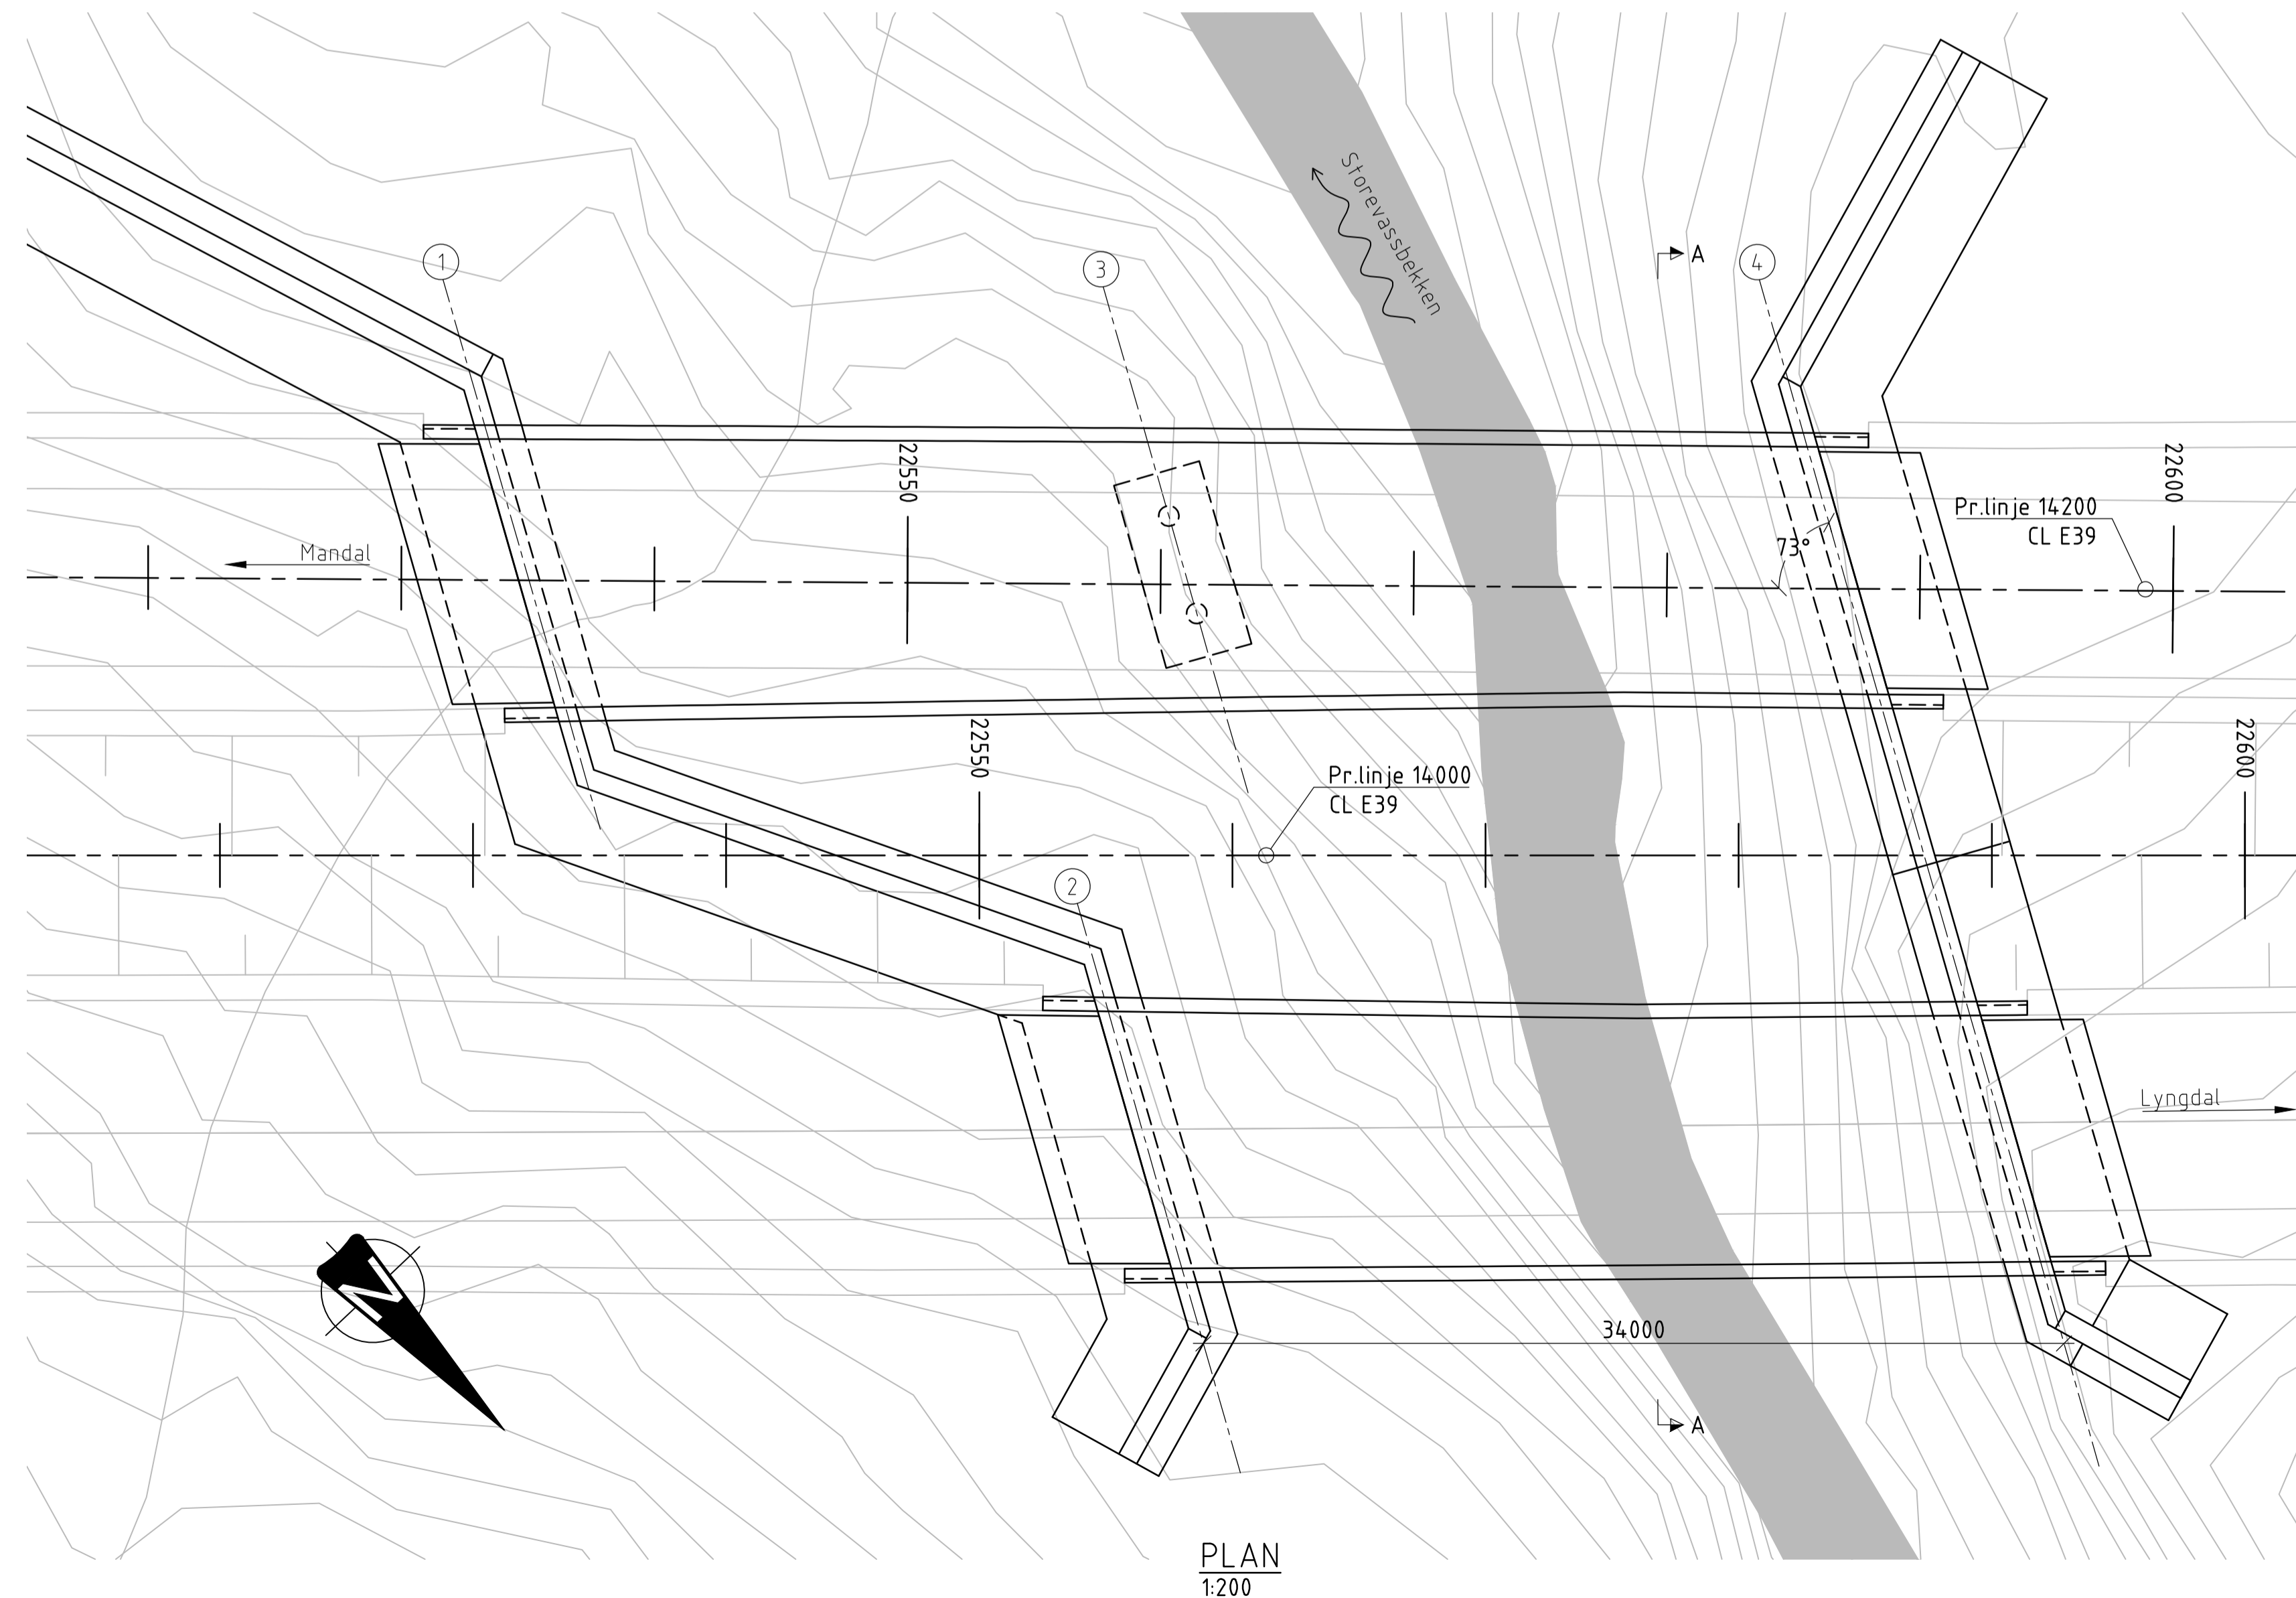 Storevassbekken
1
3
A
4
22550
22600
Pr.linje 14200
CL E39
73°
Mandal
22550
22600
Pr.linje 14000
CL E39
2
Lyngdal
N
34000
A
PLAN
1:200